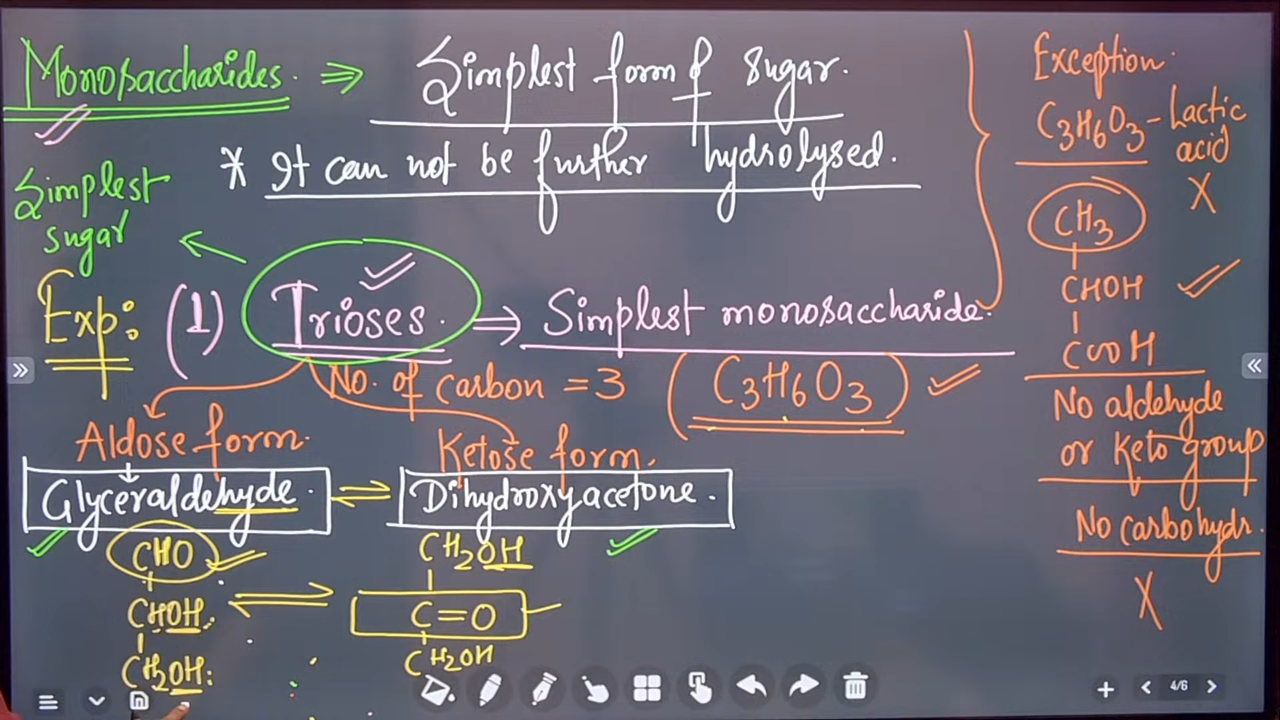 Monosaccharides. ⇒ Simplest form of sugar.
* It can not be further hydrolysed.
Simplest
sugar
Exp: (1) Trioses. ⇒ Simplest monosaccharide.
No. of carbon = 3 (C3H6O3)
Aldose form.
Ketose form.
Glyceraldehyde. ⇌ Dihydroxyacetone.
CHO
CHOH.
CH2OH:
⇌
CH2OH
C=O
CH2OH
Exception.
C3H6O3 - Lactic
acid
X
CH3
CHOH
COOH
No aldehyde
or Keto group
No carbohydr.
X
4/6